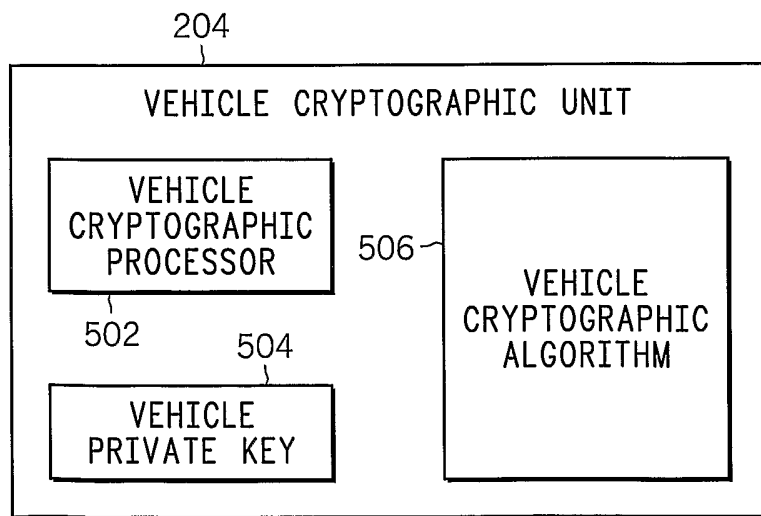 204
VEHICLE CRYPTOGRAPHIC UNIT
VEHICLE
CRYPTOGRAPHIC
PROCESSOR
502
504
VEHICLE
PRIVATE KEY
506
VEHICLE
CRYPTOGRAPHIC
ALGORITHM